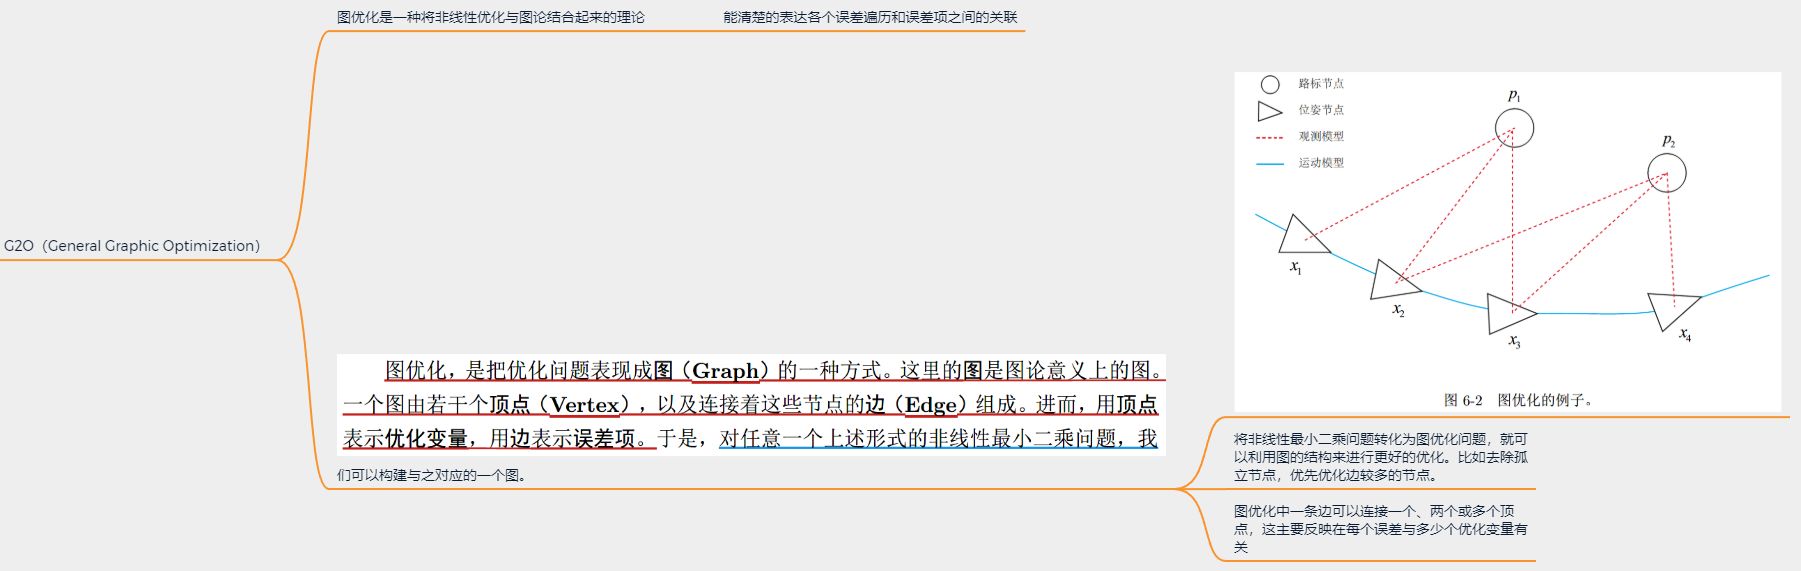 图优化是一种将非线性优化与图论结合起来的理论
能清楚的表达各个误差遍历和误差项之间的关联
G2O（General Graphic Optimization）
图优化，是把优化问题表现成图（Graph）的一种方式。这里的图是图论意义上的图。
一个图由若干个顶点（Vertex），以及连接着这些节点的边（Edge）组成。进而，用顶点
表示优化变量，用边表示误差项。于是，对任意一个上述形式的非线性最小二乘问题，我
们可以构建与之对应的一个图。
路标节点
位姿节点
观测模型
运动模型
p1
p2
x1
x2
x3
x4
图 6-2 图优化的例子。
将非线性最小二乘问题转化为图优化问题，就可
以利用图的结构来进行更好的优化。比如去除孤
立节点，优先优化边较多的节点。
图优化中一条边可以连接一个、两个或多个顶
点，这主要反映在每个误差与多少个优化变量有
关